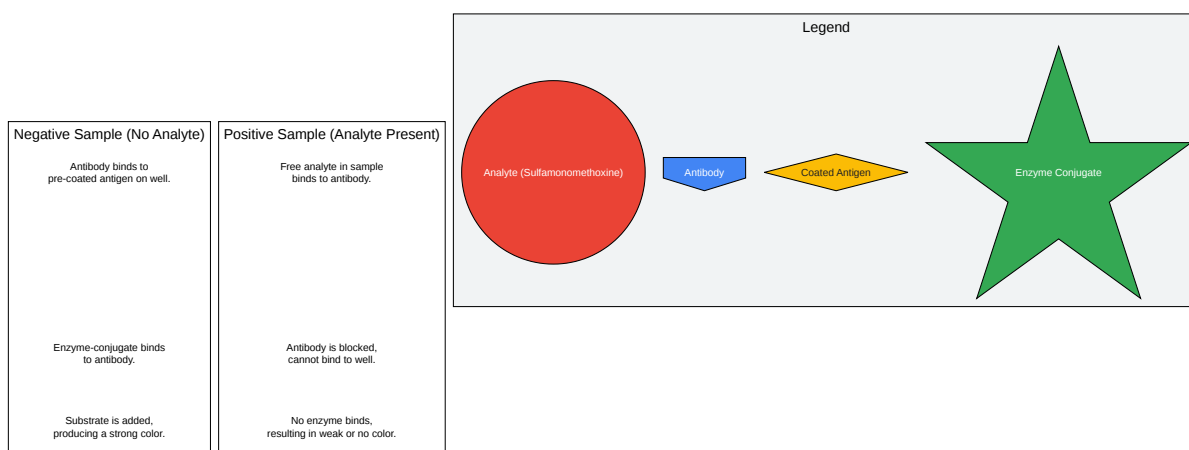 Legend
Analyte (Sulfamonomethoxine)
Antibody
Coated Antigen
Enzyme Conjugate
Negative Sample (No Analyte)
Antibody binds to
pre-coated antigen on well.
Enzyme-conjugate binds
to antibody.
Substrate is added,
producing a strong color.
Positive Sample (Analyte Present)
Free analyte in sample
binds to antibody.
Antibody is blocked,
cannot bind to well.
No enzyme binds,
resulting in weak or no color.